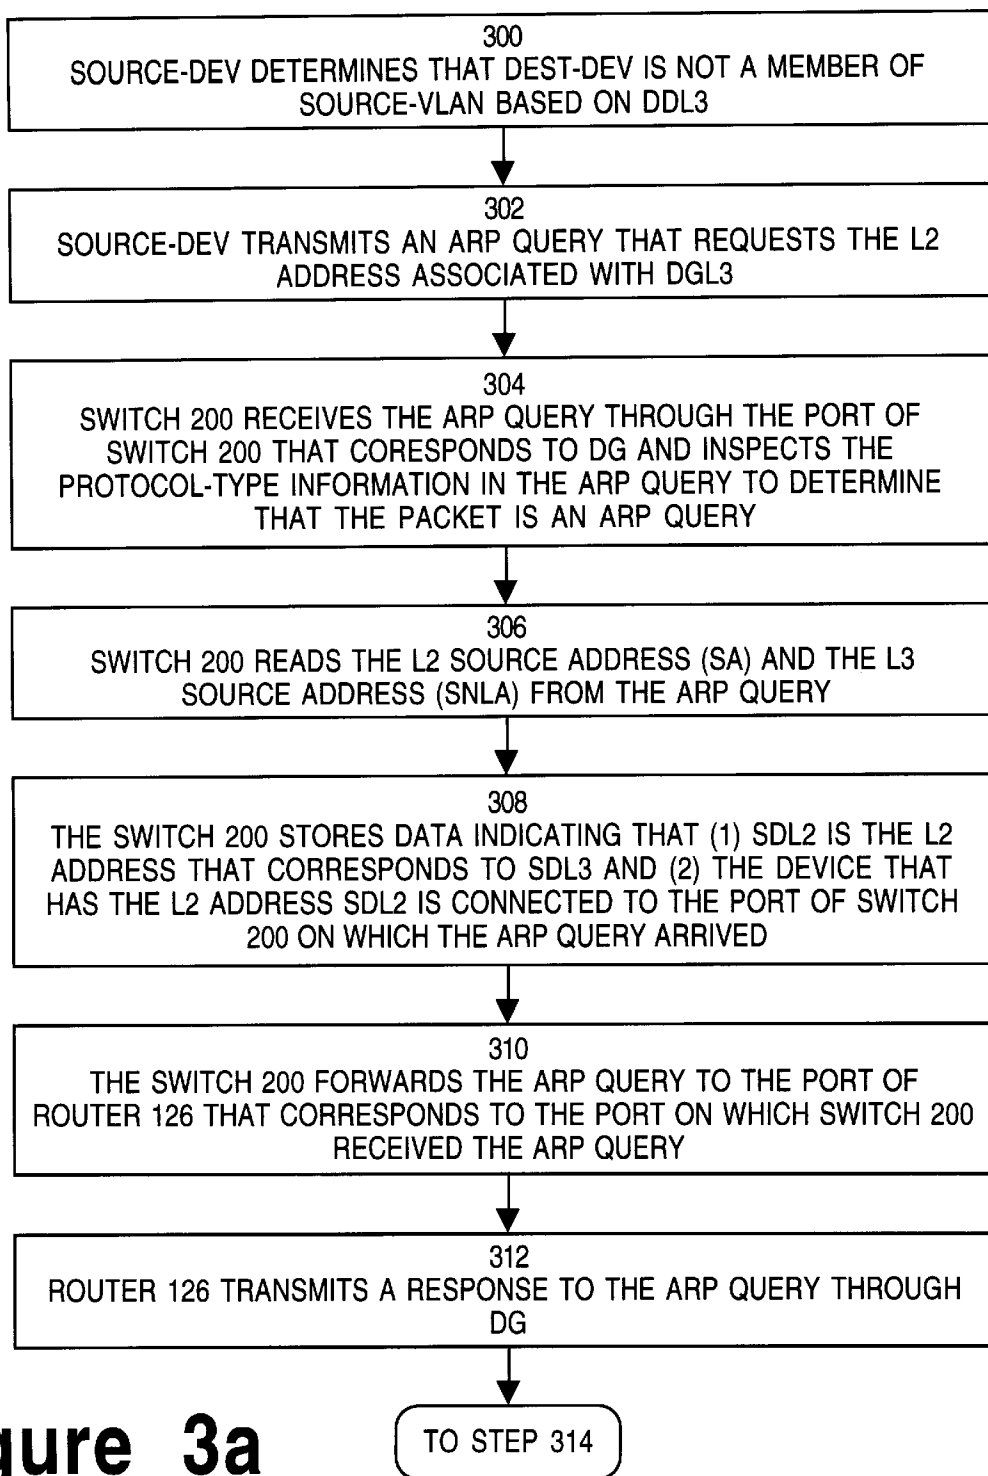 300
SOURCE-DEV DETERMINES THAT DEST-DEV IS NOT A MEMBER OF
SOURCE-VLAN BASED ON DDL3
302
SOURCE-DEV TRANSMITS AN ARP QUERY THAT REQUESTS THE L2
ADDRESS ASSOCIATED WITH DGL3
304
SWITCH 200 RECEIVES THE ARP QUERY THROUGH THE PORT OF
SWITCH 200 THAT CORESPONDS TO DG AND INSPECTS THE
PROTOCOL-TYPE INFORMATION IN THE ARP QUERY TO DETERMINE
THAT THE PACKET IS AN ARP QUERY
306
SWITCH 200 READS THE L2 SOURCE ADDRESS (SA) AND THE L3
SOURCE ADDRESS (SNLA) FROM THE ARP QUERY
308
THE SWITCH 200 STORES DATA INDICATING THAT (1) SDL2 IS THE L2
ADDRESS THAT CORRESPONDS TO SDL3 AND (2) THE DEVICE THAT
HAS THE L2 ADDRESS SDL2 IS CONNECTED TO THE PORT OF SWITCH
200 ON WHICH THE ARP QUERY ARRIVED
310
THE SWITCH 200 FORWARDS THE ARP QUERY TO THE PORT OF
ROUTER 126 THAT CORRESPONDS TO THE PORT ON WHICH SWITCH 200
RECEIVED THE ARP QUERY
312
ROUTER 126 TRANSMITS A RESPONSE TO THE ARP QUERY THROUGH
DG
TO STEP 314
gure 3a